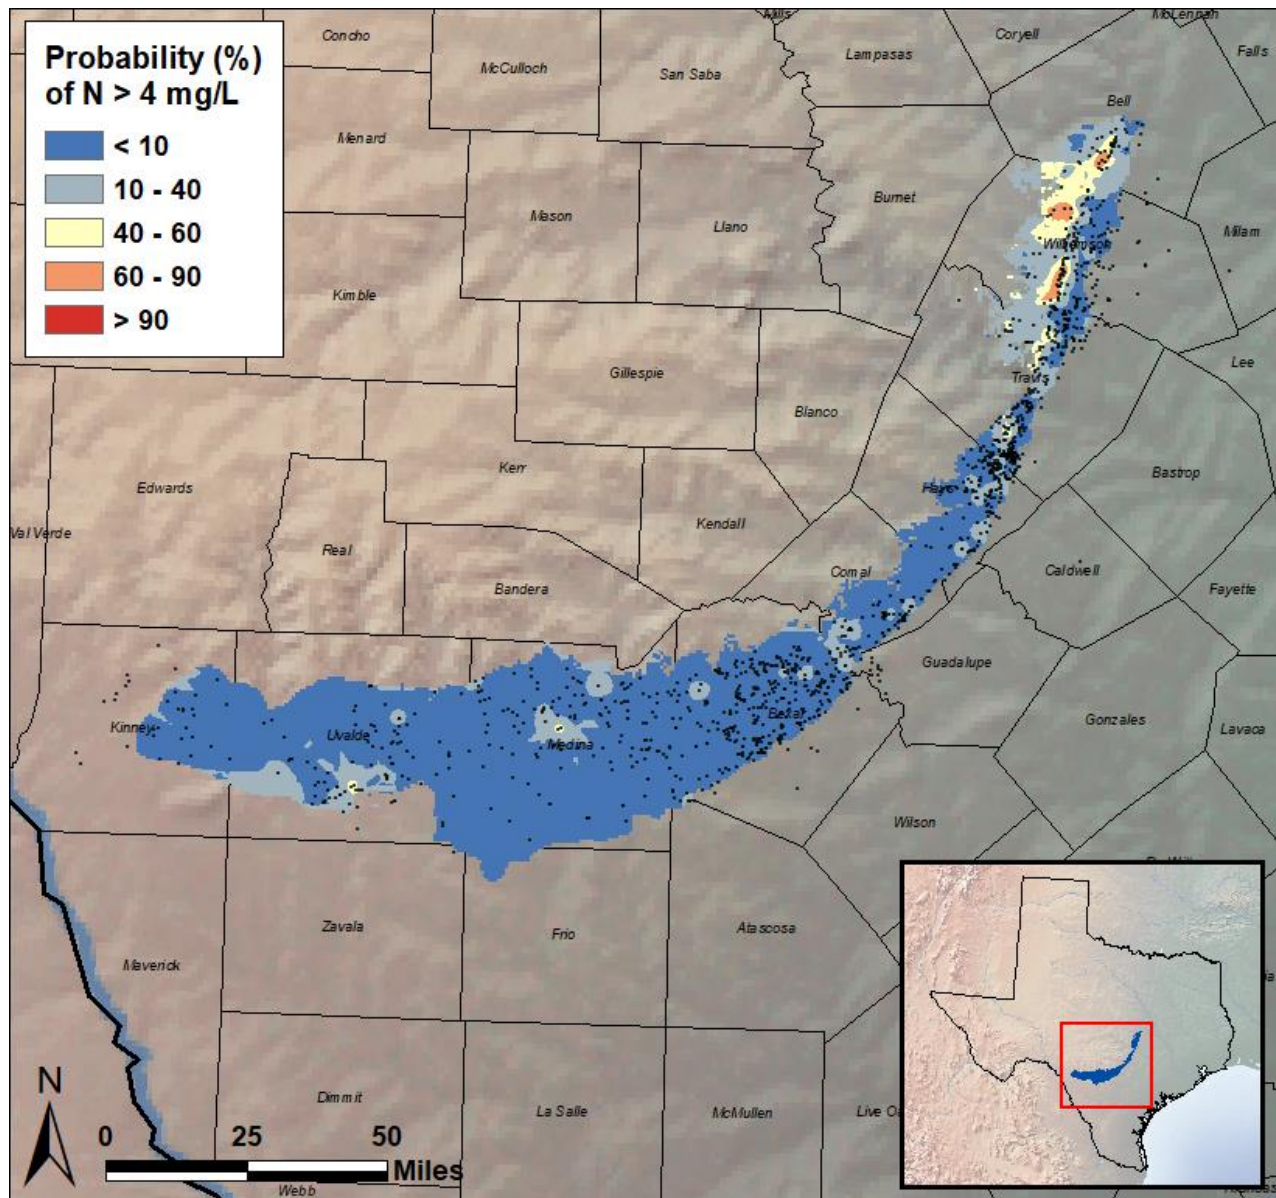 Probability (%)
of N > 4 mg/L
< 10
10 - 40
40 - 60
60 - 90
> 90
Mills
McLennan
Concho
Coryell
Lampasas
Falls
McCulloch
San Saba
Bell
Menard
Burnet
Mason
Llano
Milam
Williamson
Kimble
Lee
Gillespie
Travis
Blanco
Kerr
Bastrop
Edwards
Hays
Kendall
Val Verde
Real
Comal
Caldwell
Bandera
Fayette
Guadalupe
Kinney
Uvalde
Medina
Bexar
Gonzales
Lavaca
Wilson
Zavala
Frio
Atascosa
Maverick
N
Dimmit
La Salle
McMullen
Live
0 25 50
Miles
Webb